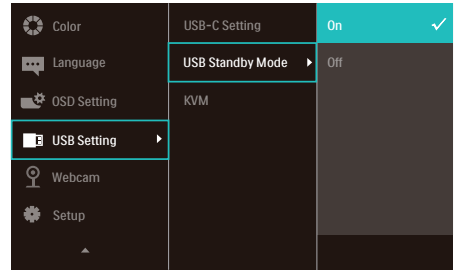 Color
Language
OSD Setting
USB Setting
Webcam
Setup
USB-C Setting
USB Standby Mode
KVM
On
Off